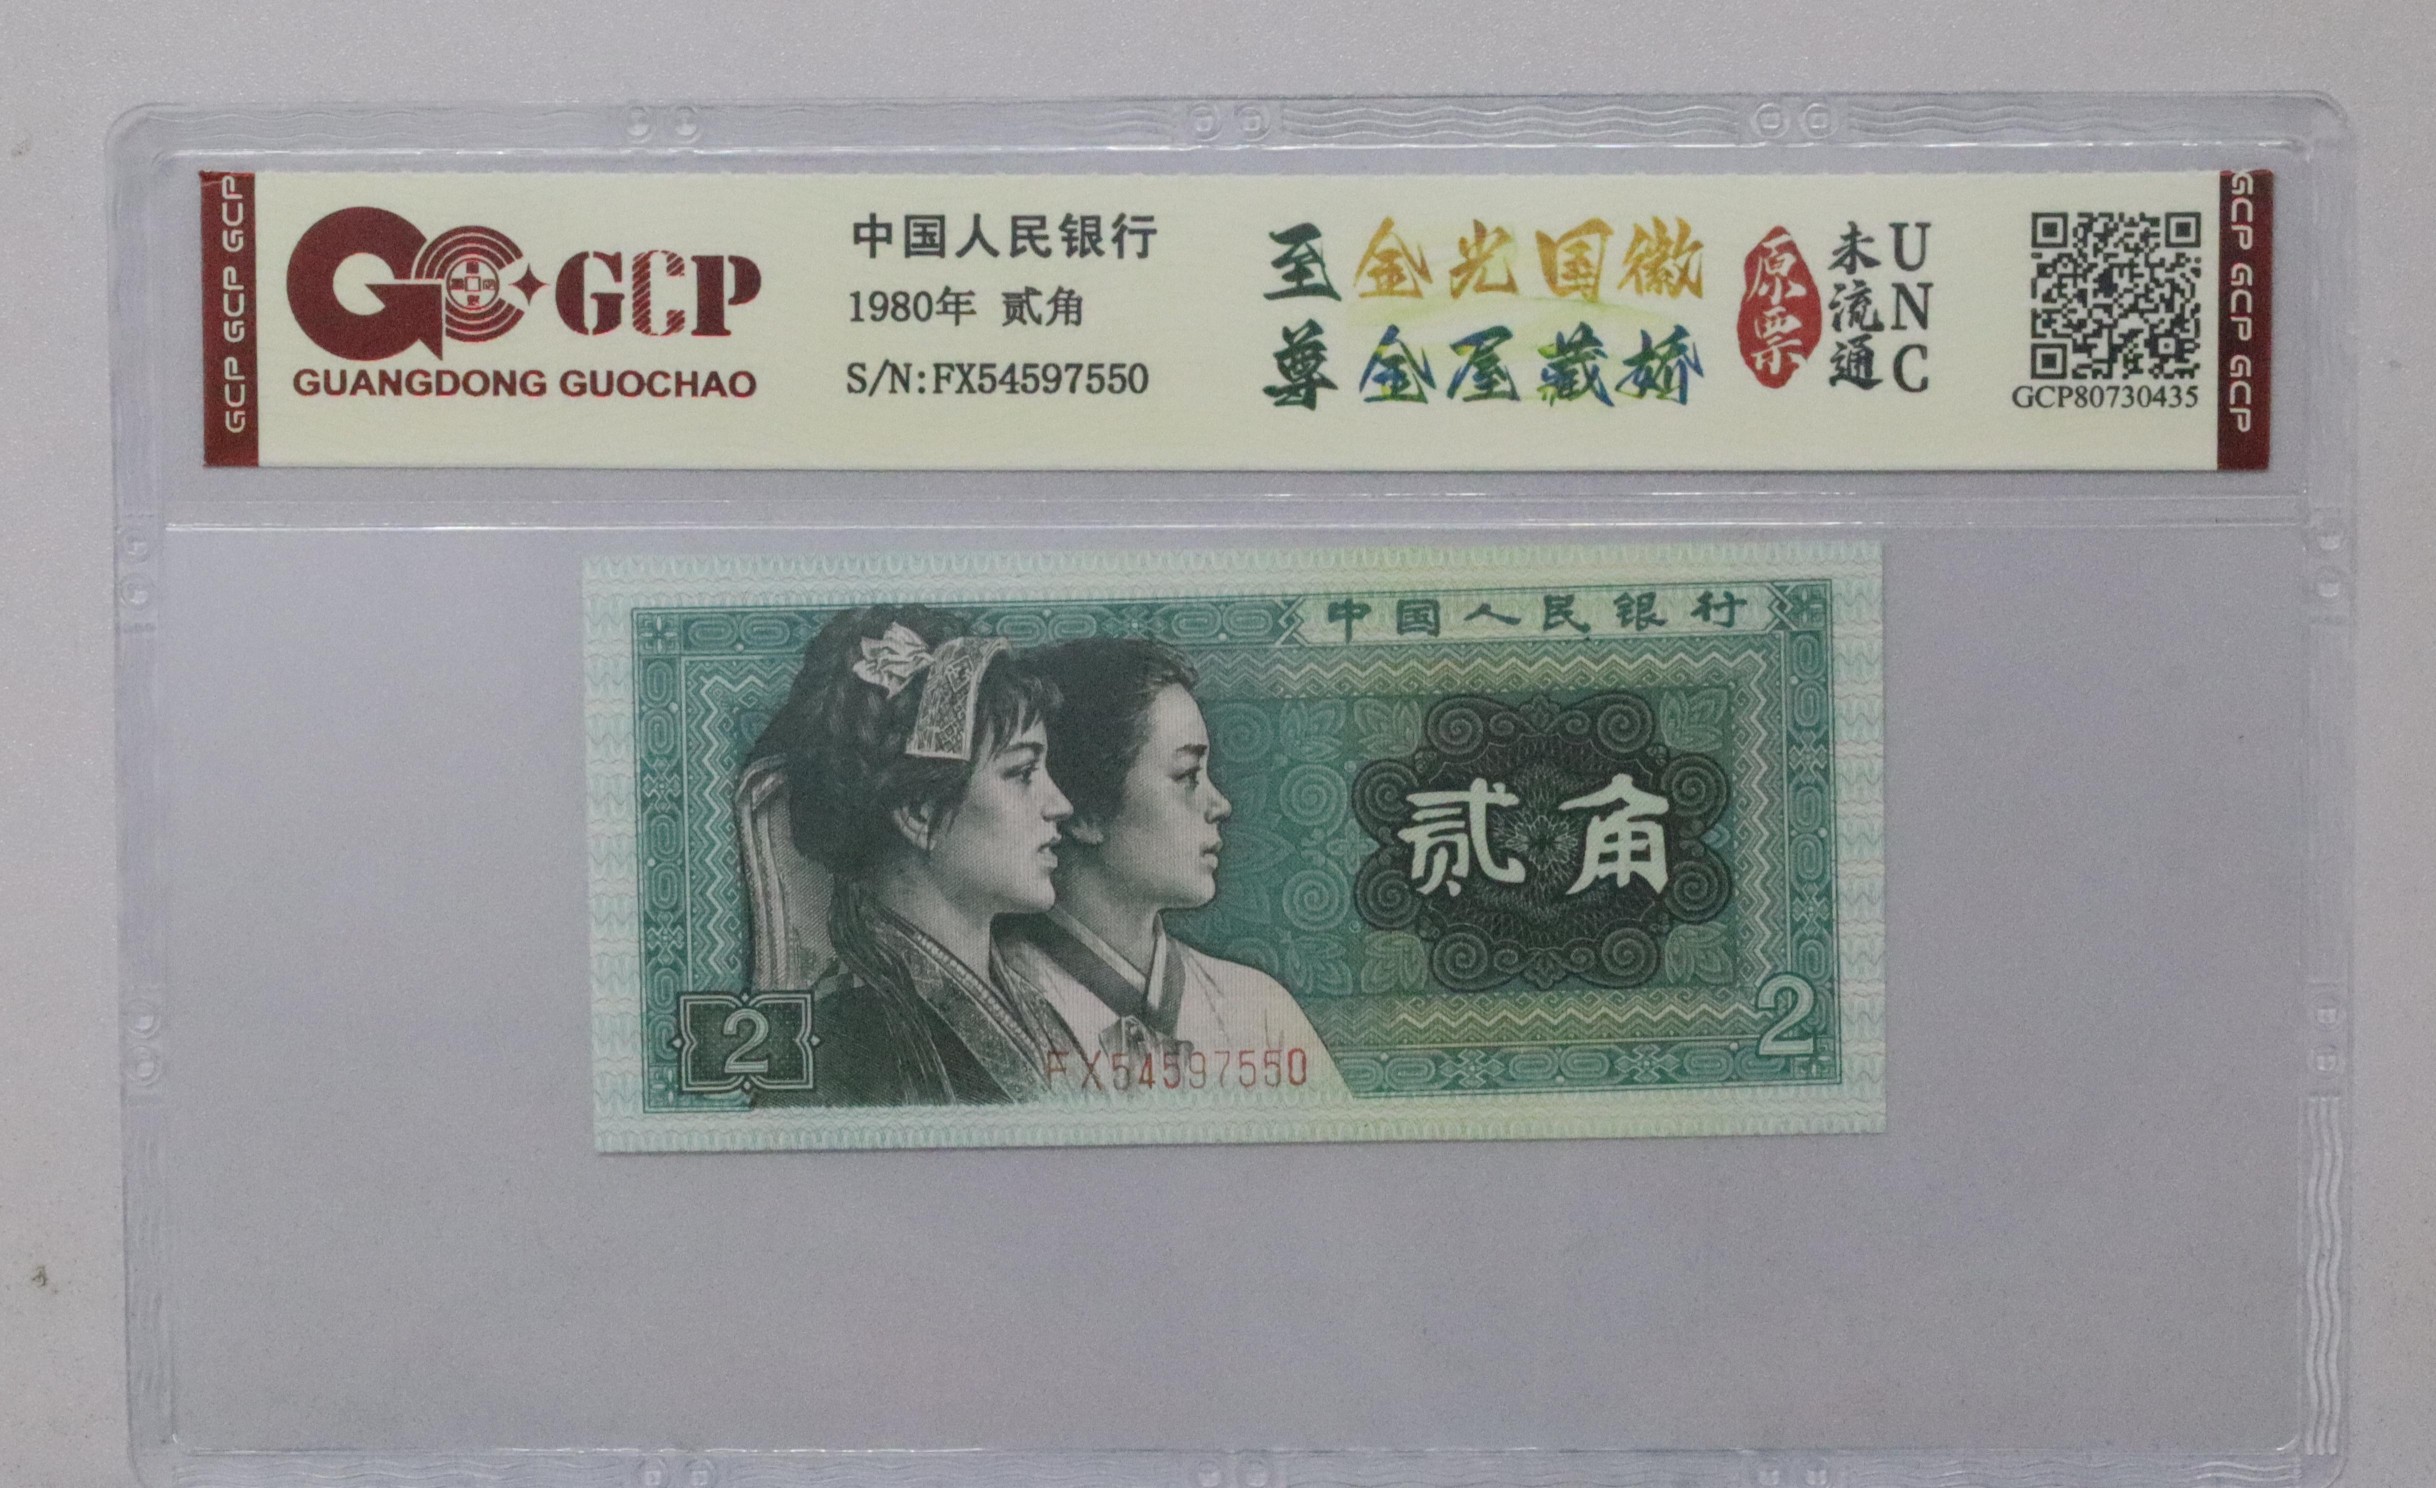 GCP GCP GCP
GCP
GUANGDONG GUOCHAO
中国人民银行
1980年 贰角
S/N:FX54597550
至尊
金光国徽
金屋藏娇
原票
未流通
UNC
GCP80730435
GCP GCP GCP
中国人民银行
贰角
2
2
FX54597550